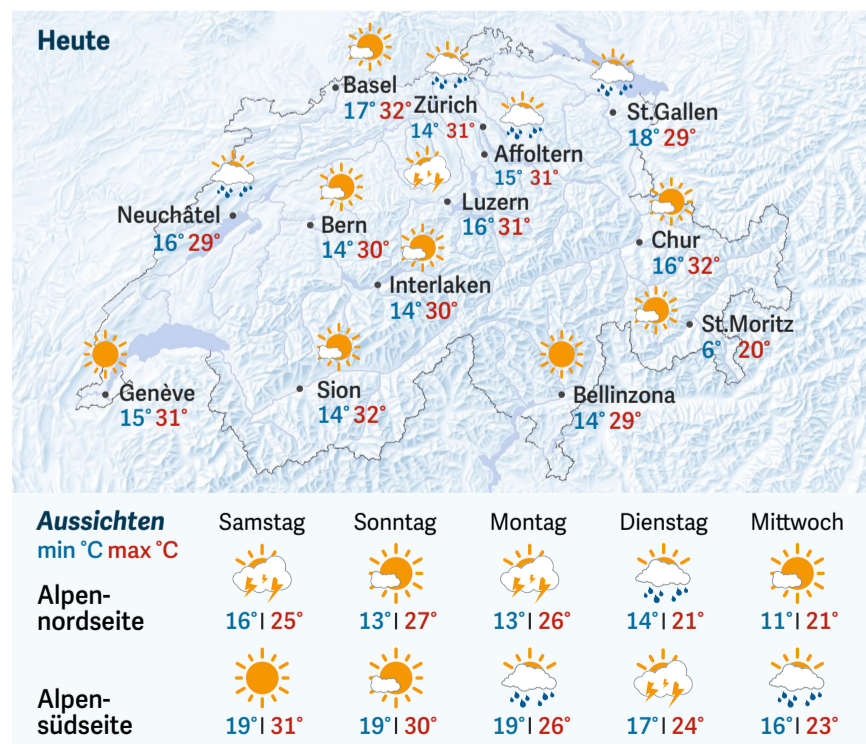 Heute
Basel
17° 32°
Zürich
14° 31°
St.Gallen
18° 29°
Affoltern
15° 31°
Neuchâtel
16° 29°
Bern
14° 30°
Luzern
16° 31°
Chur
16° 32°
Interlaken
14° 30°
St.Moritz
6° 20°
Genève
15° 31°
Sion
14° 32°
Bellinzona
14° 29°
Aussichten
min °C max °C
Samstag Sonntag Montag Dienstag Mittwoch
Alpen-
nordseite
16° | 25° 13° | 27° 13° | 26° 14° | 21° 11° | 21°
Alpen-
südseite
19 | 31° 19 | 30° 19 | 26° 17° | 24° 16° | 23°